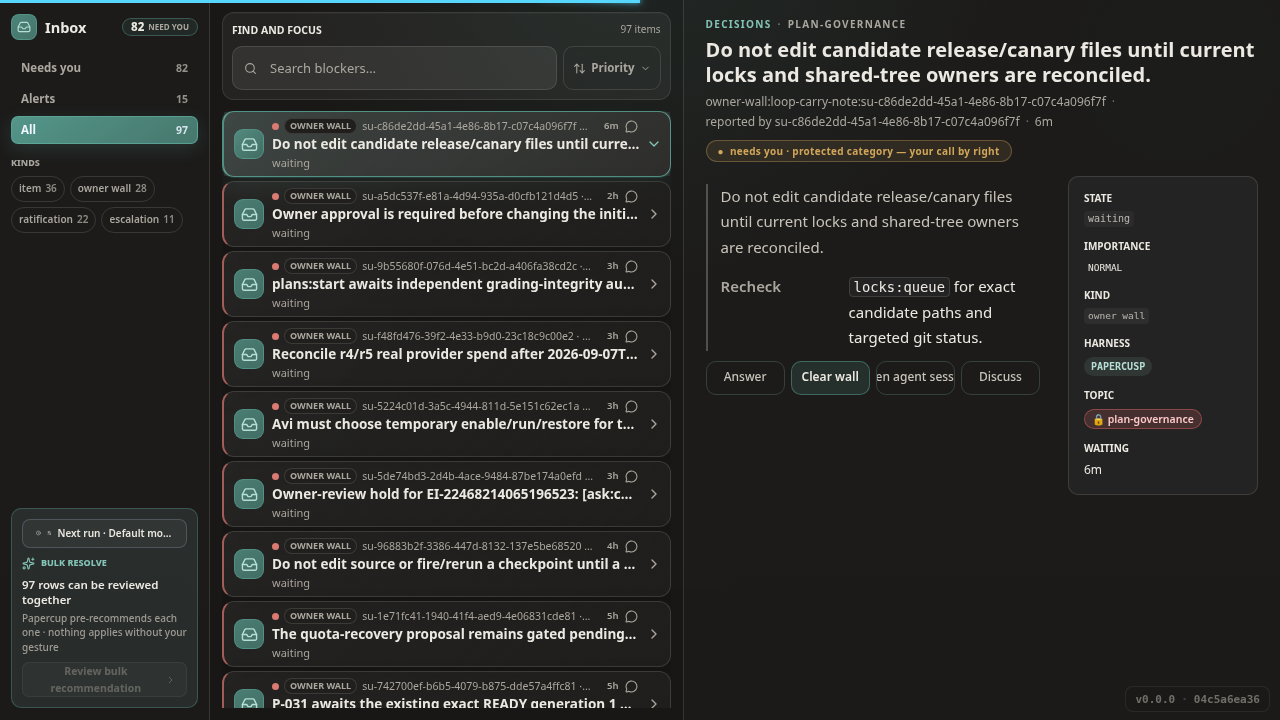 Inbox
82 NEED YOU
Needs you 82
Alerts 15
All 97
KINDS
item 36
owner wall 28
ratification 22
escalation 11
Next run · Default mo...
BULK RESOLVE
97 rows can be reviewed
together
Papercup pre-recommends each
one · nothing applies without your
gesture
Review bulk
recommendation
FIND AND FOCUS 97 items
Search blockers...
Priority
OWNER WALL su-c86de2dd-45a1-4e86-8b17-c07c4a096f7f ... 6m
Do not edit candidate release/canary files until curre...
waiting
OWNER WALL su-a5dc537f-e81a-4d94-935a-d0cfb121d4d5 ·... 2h
Owner approval is required before changing the initi...
waiting
OWNER WALL su-9b55680f-076d-4e51-bc2d-a406fa38cd2c ·... 3h
plans:start awaits independent grading-integrity au...
waiting
OWNER WALL su-f48fd476-39f2-4e33-b9d0-23c18c9c00e2 · ... 3h
Reconcile r4/r5 real provider spend after 2026-09-07T...
waiting
OWNER WALL su-5224c01d-3a5c-4944-811d-5e151c62ec1a ... 3h
Avi must choose temporary enable/run/restore for t...
waiting
OWNER WALL su-5de74bd3-2d4b-4ace-9484-87be174a0efd ... 3h
Owner-review hold for EI-22468214065196523: [ask:c...
waiting
OWNER WALL su-96883b2f-3386-447d-8132-137e5be68520 ... 4h
Do not edit source or fire/rerun a checkpoint until a ...
waiting
OWNER WALL su-1e71fc41-1940-41f4-aed9-4e06831cde81 ·... 5h
The quota-recovery proposal remains gated pending...
waiting
OWNER WALL su-742700ef-b6b5-4079-b875-dde57a4ffc81 ·... 5h
P-031 awaits the existing exact READY generation 1 ...
DECISIONS · PLAN-GOVERNANCE
Do not edit candidate release/canary files until current
locks and shared-tree owners are reconciled.
owner-wall:loop-carry-note:su-c86de2dd-45a1-4e86-8b17-c07c4a096f7f ·
reported by su-c86de2dd-45a1-4e86-8b17-c07c4a096f7f · 6m
needs you · protected category — your call by right
Do not edit candidate release/canary files
until current locks and shared-tree owners
are reconciled.
Recheck locks:queue for exact
candidate paths and
targeted git status.
Answer
Clear wall
en agent sess
Discuss
STATE
waiting
IMPORTANCE
NORMAL
KIND
owner wall
HARNESS
PAPERCUSP
TOPIC
🔒 plan-governance
WAITING
6m
v0.0.0 · 04c5a6ea36